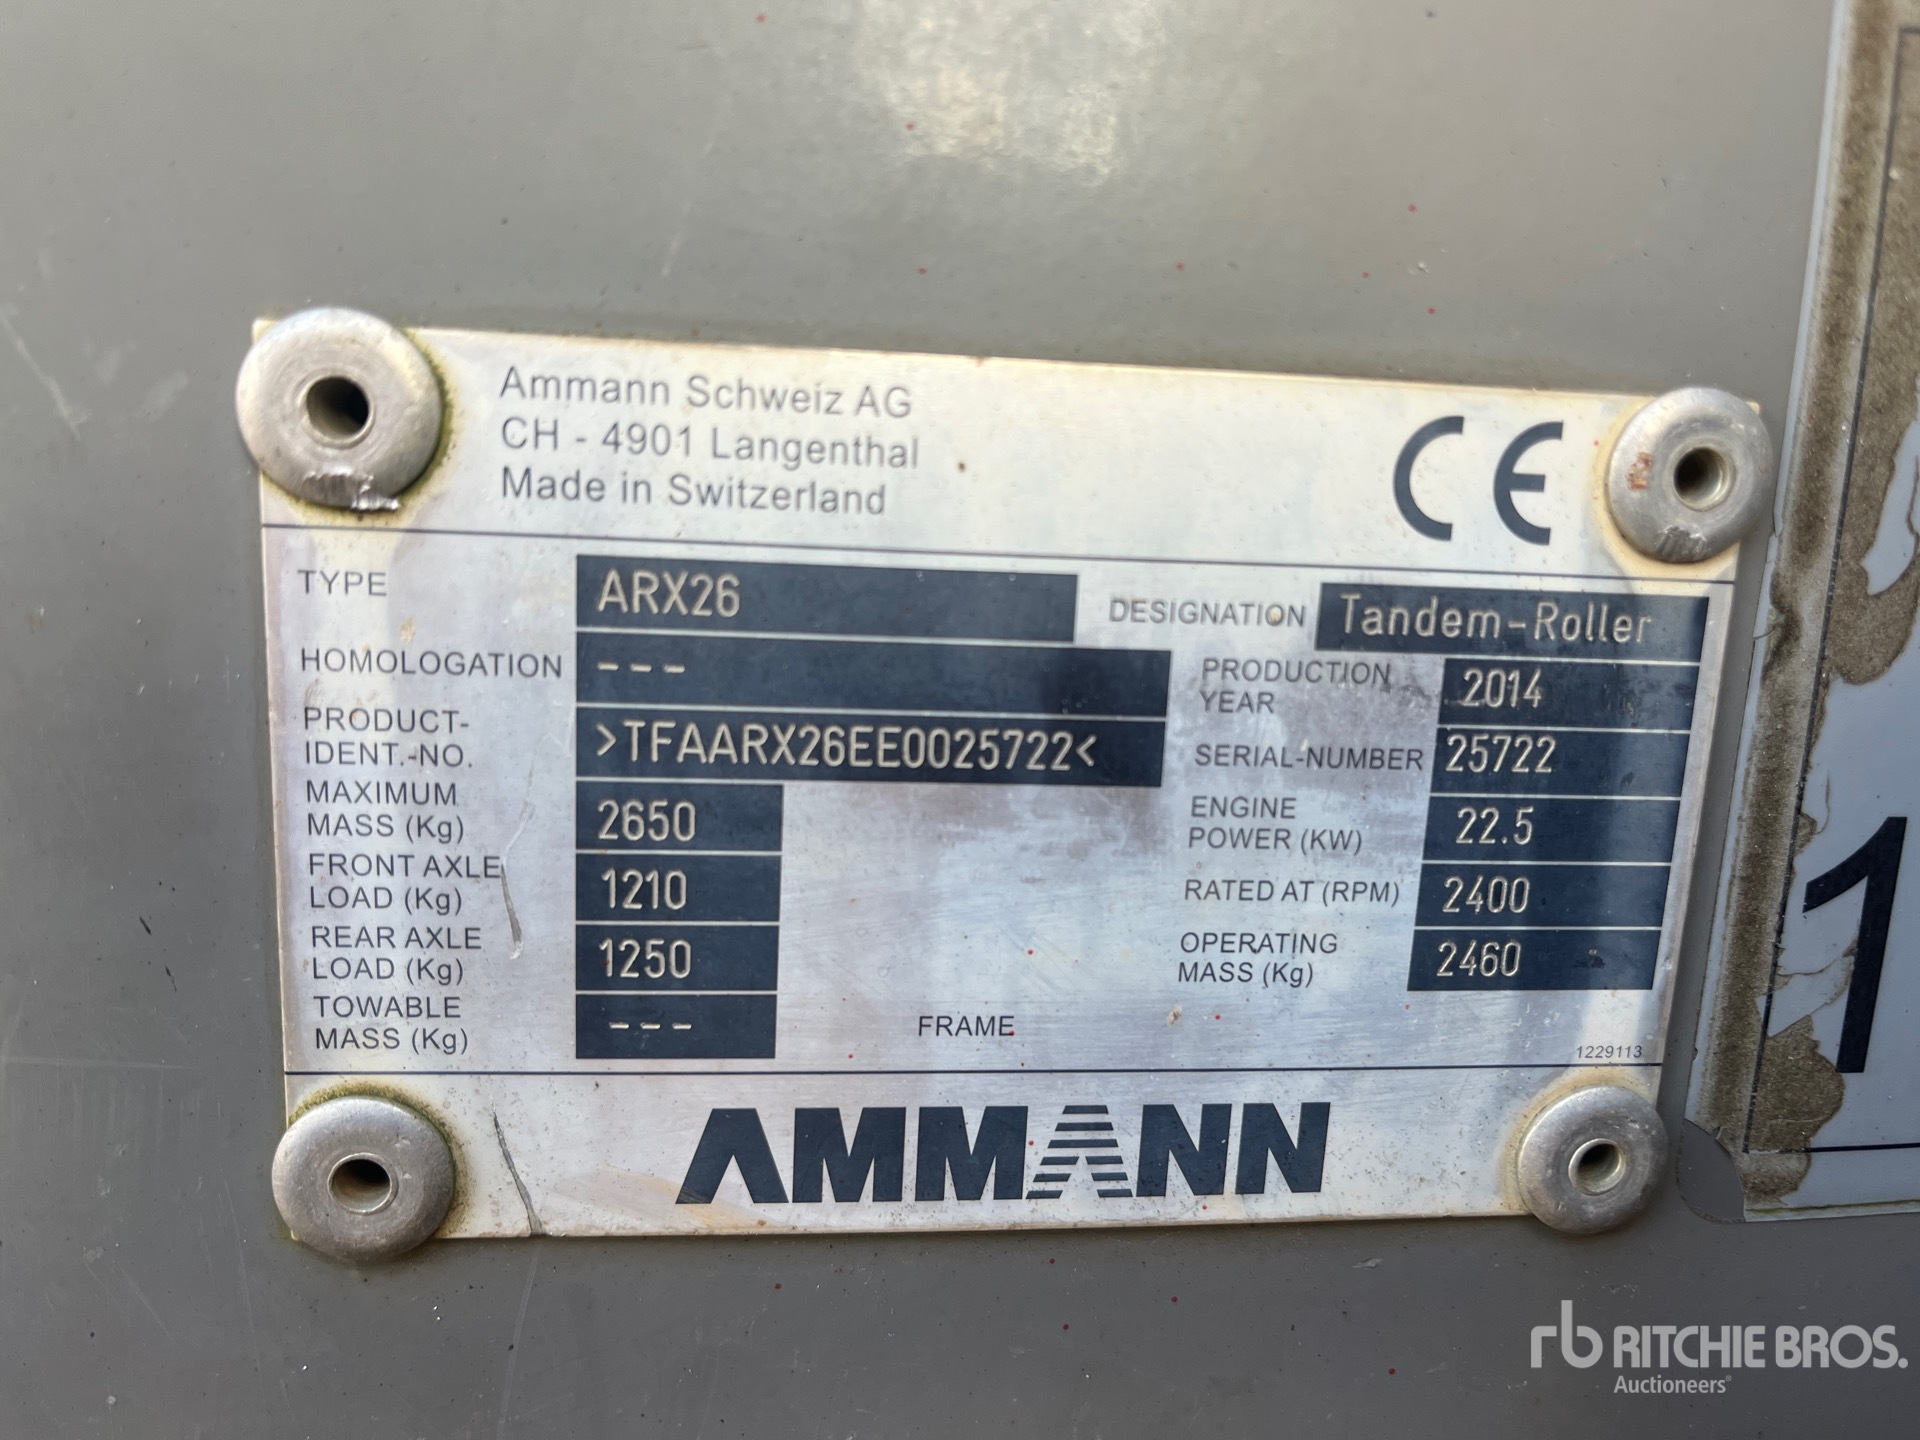 Ammann Schweiz AG
CH - 4901 Langenthal
Made in Switzerland
CE
TYPE ARX26
DESIGNATION Tandem-Roller
HOMOLOGATION ---
PRODUCTION
YEAR 2014
PRODUCT-
IDENT.-NO. >TFAARX26EE0025722<
SERIAL-NUMBER 25722
MAXIMUM
MASS (Kg) 2650
ENGINE
POWER (KW) 22.5
FRONT AXLE
LOAD (Kg) 1210
RATED AT (RPM) 2400
REAR AXLE
LOAD (Kg) 1250
OPERATING
MASS (Kg) 2460
TOWABLE
MASS (Kg) ---
FRAME
1229113
AMMANN
1
rb RITCHIE BROS.
Auctioneers®